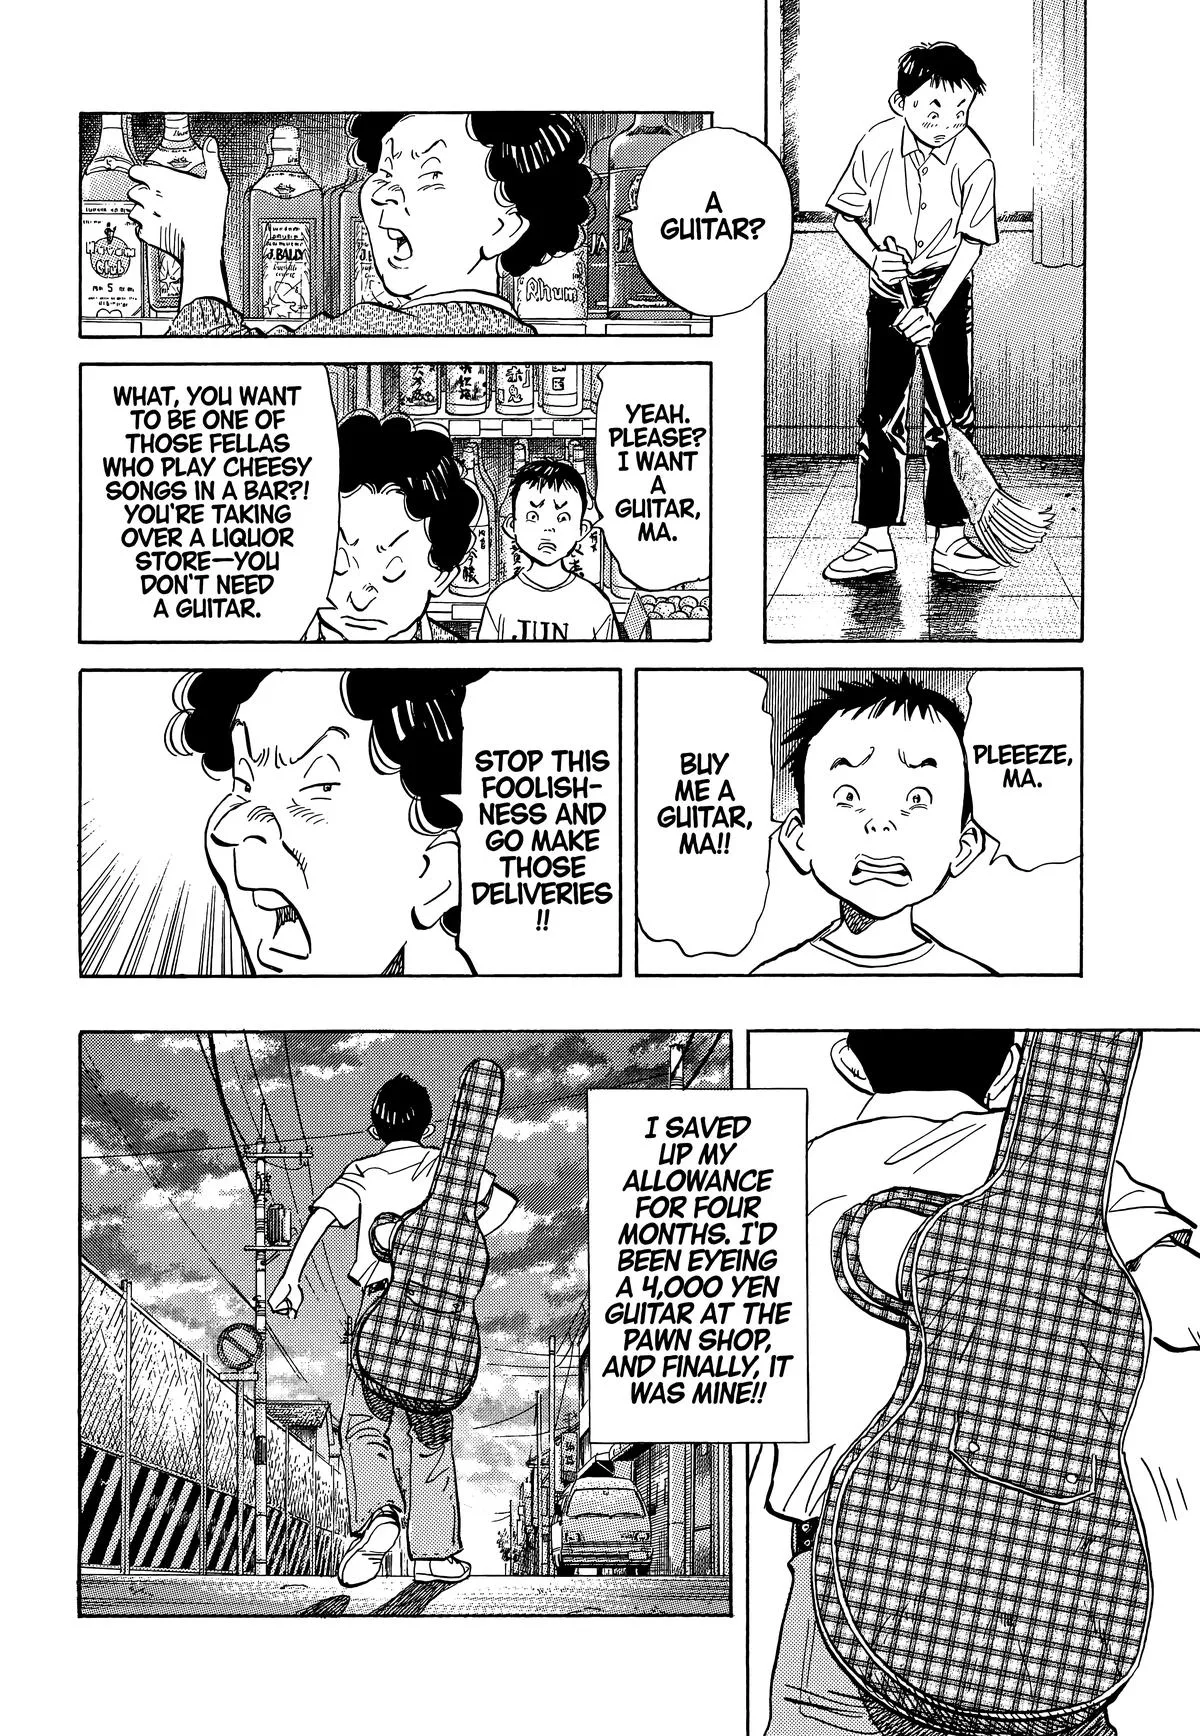 A
GUITAR?
YEAH.
PLEASE?
I WANT
A
GUITAR,
MA.
WHAT, YOU WANT
TO BE ONE OF
THOSE FELLAS
WHO PLAY CHEESY
SONGS IN A BAR?!
YOU'RE TAKING
OVER A LIQUOR
STORE—YOU
DON'T NEED
A GUITAR.
J.BALLY
Rhum
Club
5
JUN
PLEEEZE,
MA.
BUY
ME A
GUITAR,
MA!!
STOP THIS
FOOLISH-
NESS AND
GO MAKE
THOSE
DELIVERIES
!!
I SAVED
UP MY
ALLOWANCE
FOR FOUR
MONTHS. I'D
BEEN EYEING
A 4,000 YEN
GUITAR AT THE
PAWN SHOP,
AND FINALLY, IT
WAS MINE!!